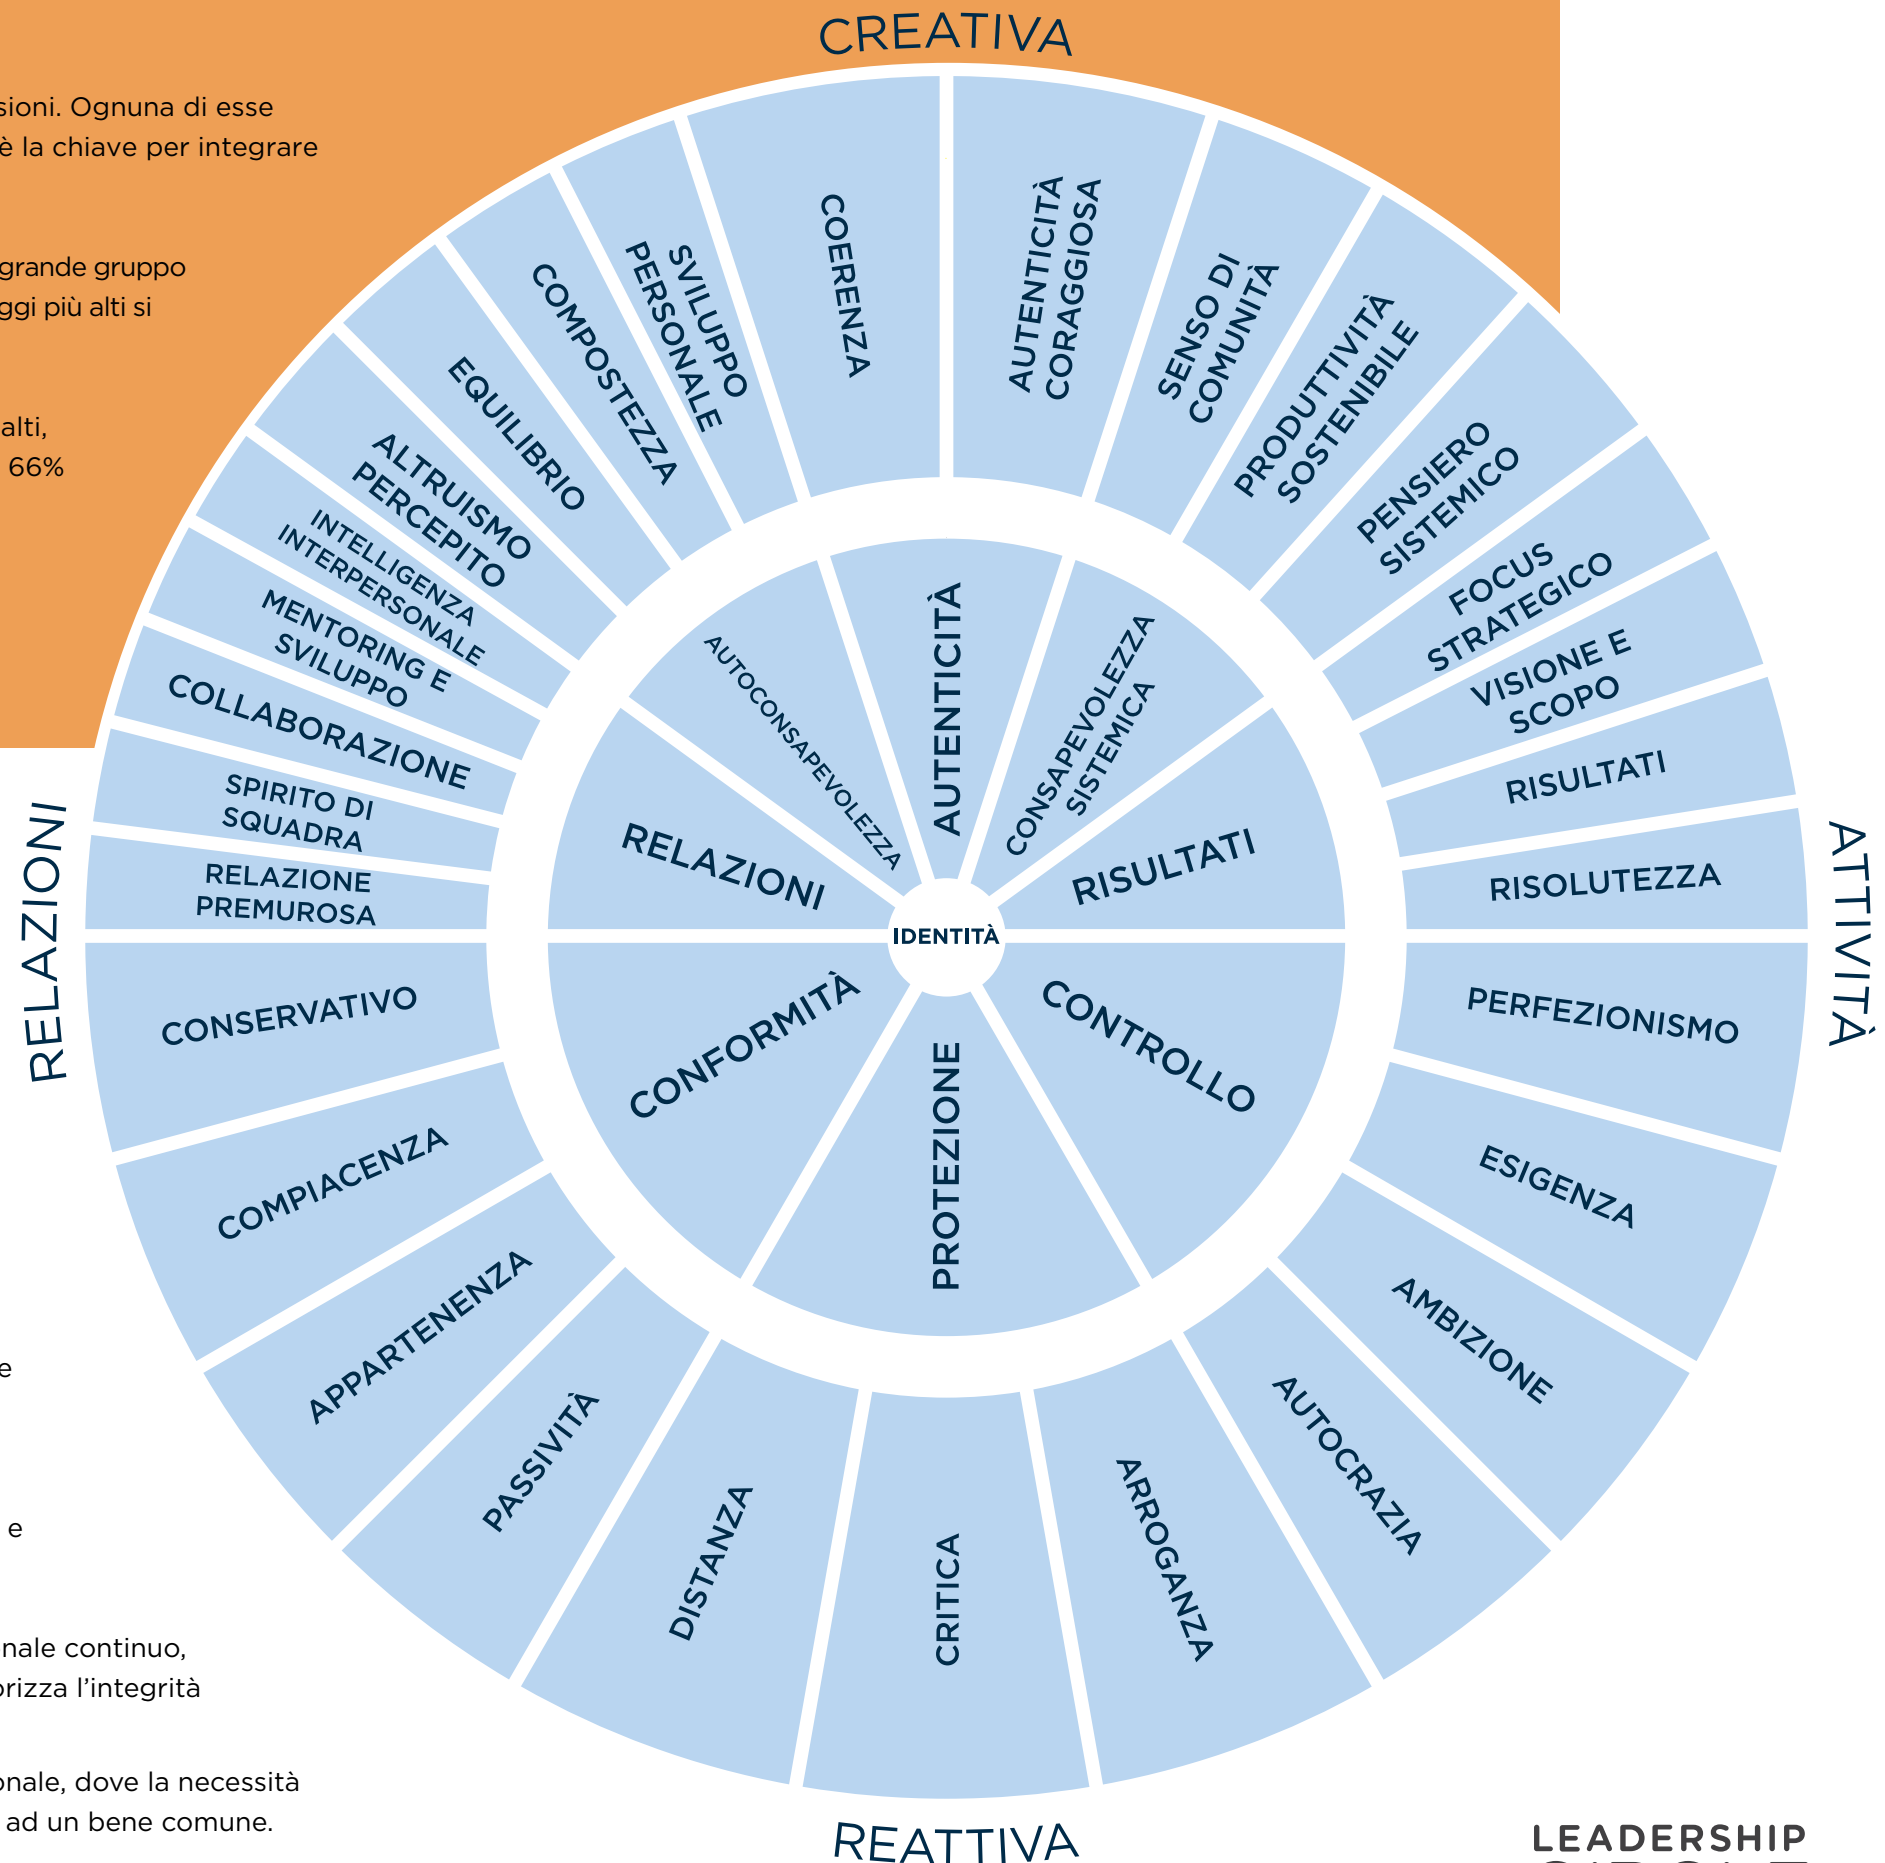 CREATIVA
sioni. Ognuna di esse
è la chiave per integrare
grande gruppo
ggi più alti si
alti,
66%
COERENZA
AUTENTICITÀ
CORAGGIOSA
SENSO DI
COMUNITÀ
PRODUTTIVITÀ
SOSTENIBILE
PENSIERO
SISTEMICO
FOCUS
STRATEGICO
VISIONE E
SCOPO
RISULTATI
RISOLUTEZZA
SVILUPPO
PERSONALE
COMPOSTEZZA
EQUILIBRIO
ALTRUISMO
PERCEPITO
INTELLIGENZA
INTERPERSONALE
MENTORING E
SVILUPPO
COLLABORAZIONE
SPIRITO DI
SQUADRA
RELAZIONE
PREMUROSA
RELAZIONI
AUTOCONSAPEVOLEZZA
AUTENTICITÀ
CONSAPEVOLEZZA
SISTEMICA
RISULTATI
IDENTITÀ
RELAZIONI
ATTIVITÀ
CONFORMITÀ
PROTEZIONE
CONTROLLO
CONSERVATIVO
COMPIACENZA
APPARTENENZA
PASSIVITÀ
DISTANZA
CRITICA
ARROGANZA
AUTOCRAZIA
AMBIZIONE
ESIGENZA
PERFEZIONISMO
e
e
nale continuo,
orizza l'integrità
onale, dove la necessità
ad un bene comune.
REATTIVA
LEADERSHIP